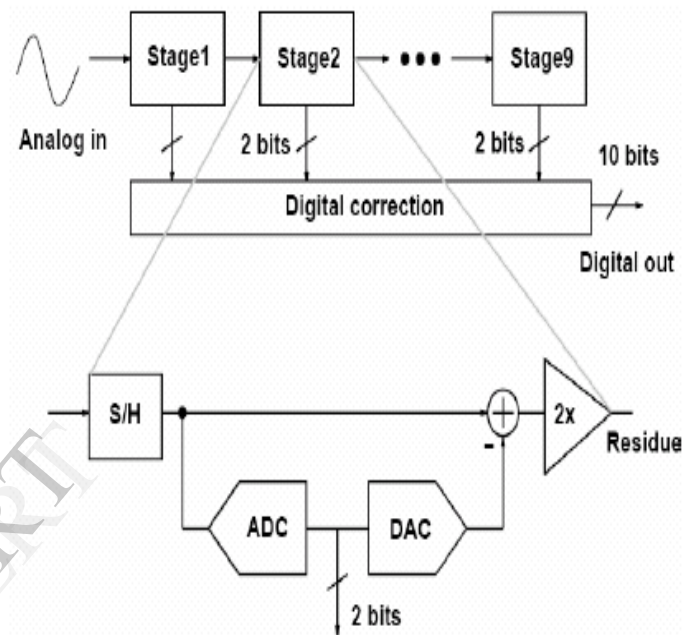 Stage1
Stage2
Stage9
Analog in
2 bits
2 bits
10 bits
Digital correction
Digital out
S/H
2x
Residue
ADC
DAC
2 bits